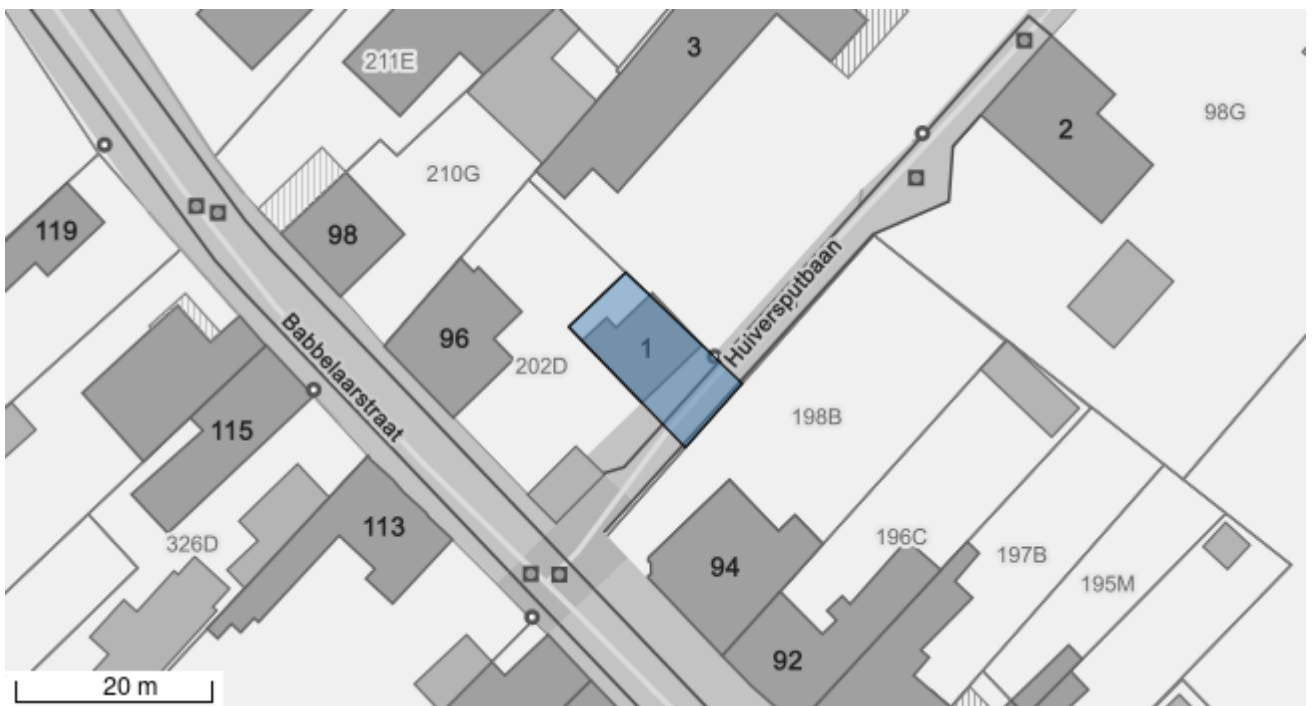 3
211E
2
98G
210G
119
98
Huiversputbaan
96
1
202D
Babbelaarstraat
198B
115
113
326D
196C
197B
94
195M
92
20 m